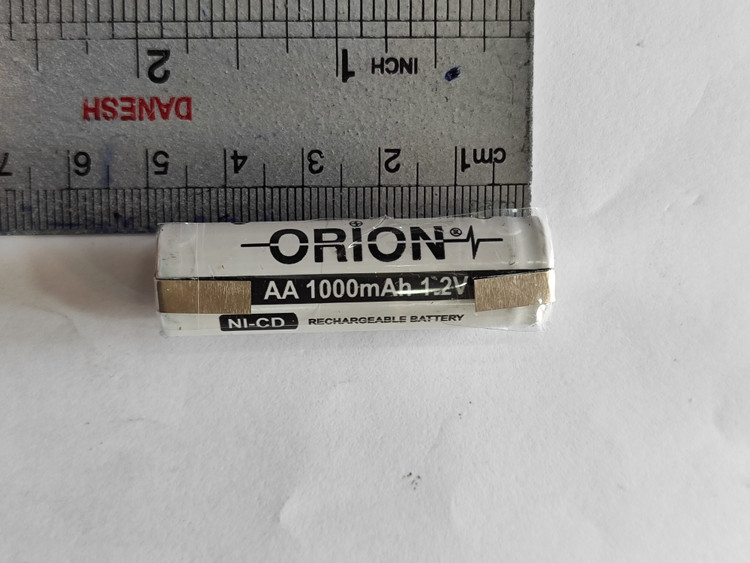 2 1 INCH
DANESH
7 6 5 4 3 2 1 cm
ORION®
AA 1000mAh 1.2V
NI-CD RECHARGEABLE BATTERY